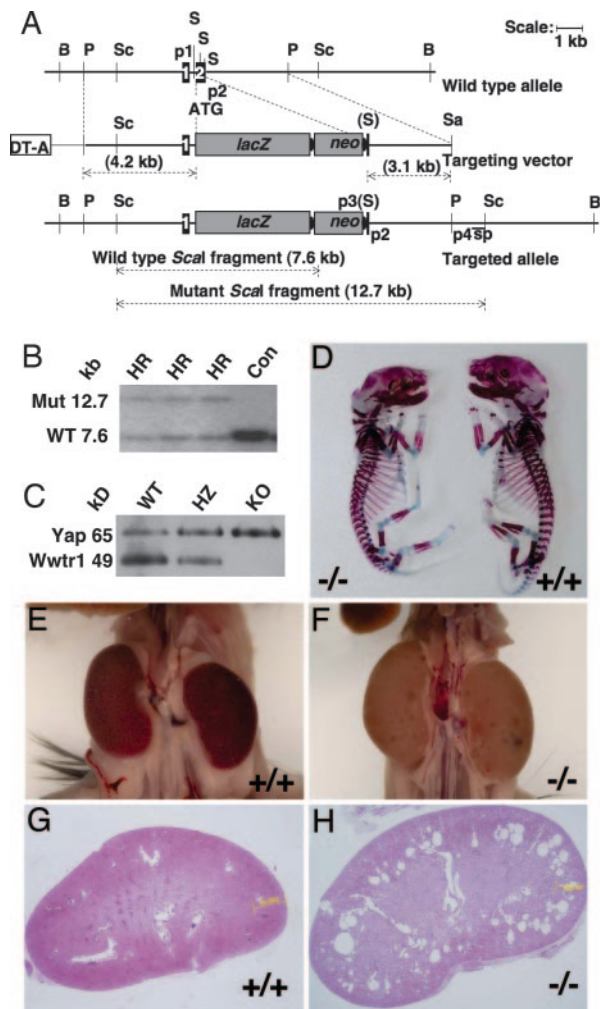 A
S
Scale:
1 kb
B P Sc p1 S P Sc B
S
1 2
p2
Wild type allele
ATG
(S) Sa
Sc
DT-A 1 lacZ neo
(4.2 kb) (3.1 kb) Targeting vector
B P Sc p3(S) P Sc B
1 lacZ neo
p2 p4 sp
Targeted allele
Wild type ScaI fragment (7.6 kb)
Mutant ScaI fragment (12.7 kb)
B
kb HR HR HR Con
Mut 12.7
WT 7.6
C
kD WT HZ KO
Yap 65
Wwtr1 49
D
-/- +/+
E
+/+
F
-/-
G
+/+
H
-/-